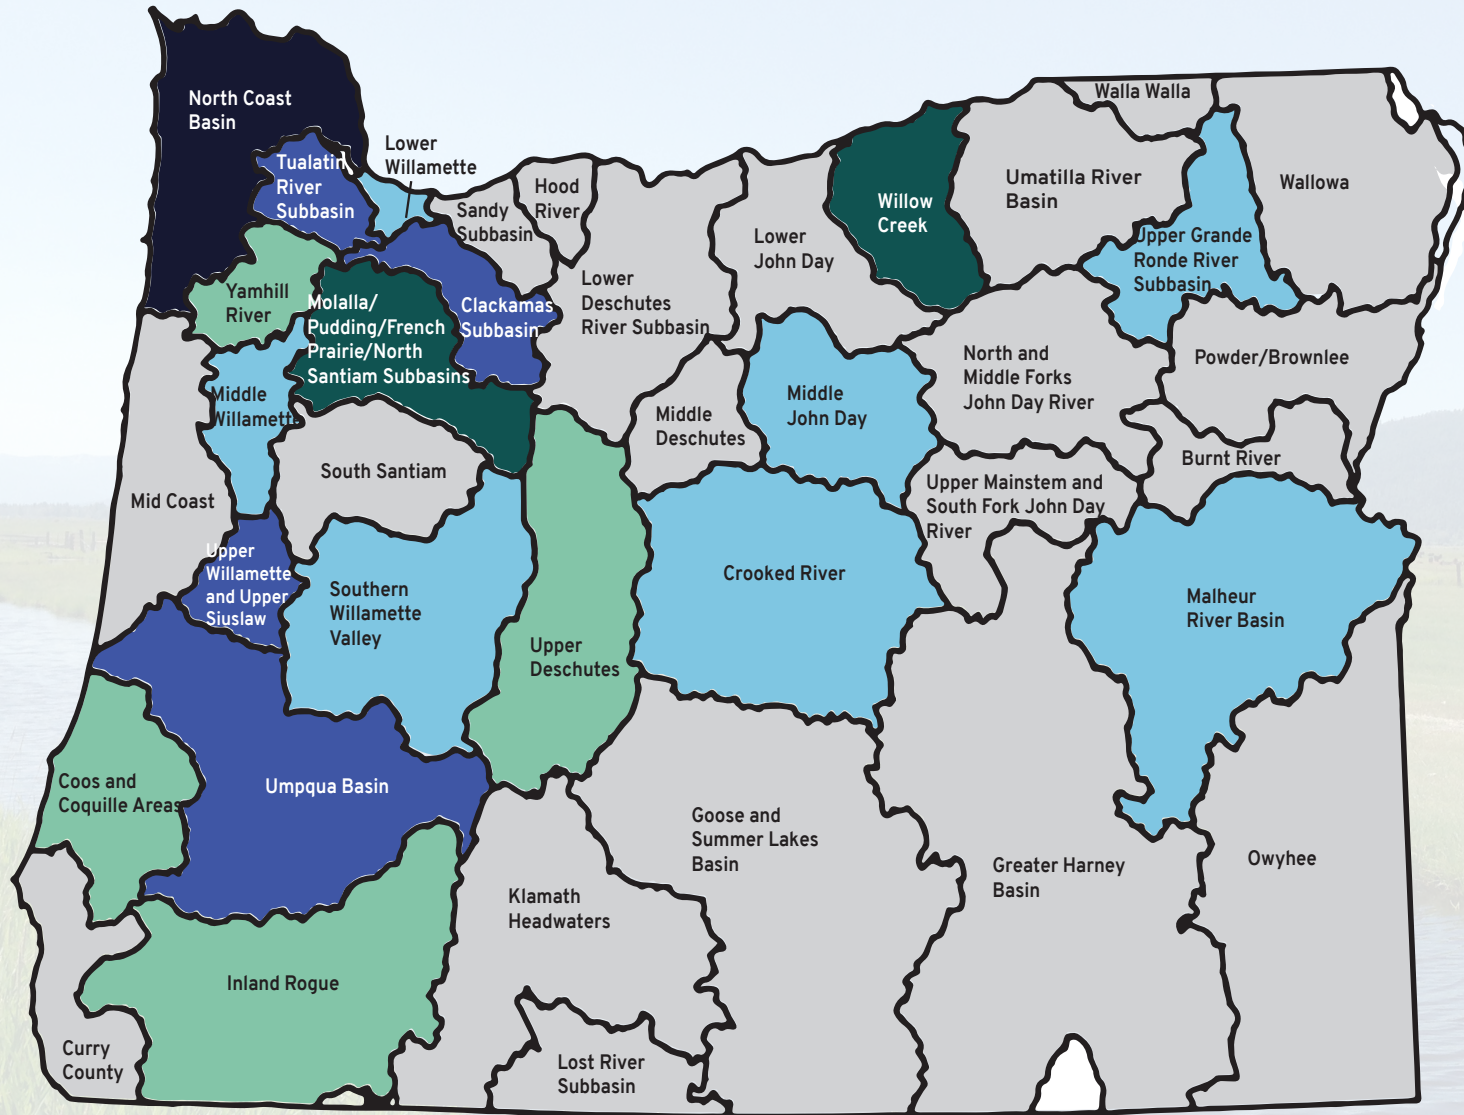 North Coast
Basin
Tualatin
River
Subbasin
Lower
Willamette
Sandy
Subbasin
Hood
River
Lower
Deschutes
River Subbasin
Lower
John Day
Willow
Creek
Walla Walla
Umatilla River
Basin
Upper Grande
Ronde River
Subbasin
Wallowa
Yamhill
River
Molalla/
Pudding/French
Prairie/North
Santiam Subbasins
Clackamas
Subbasin
Middle
Willamette
Middle
Deschutes
Middle
John Day
North and
Middle Forks
John Day River
Powder/Brownlee
Burnt River
Mid Coast
South Santiam
Upper Mainstem and
South Fork John Day
River
Upper
Willamette
and Upper
Siuslaw
Southern
Willamette
Valley
Upper
Deschutes
Crooked River
Malheur
River Basin
Coos and
Coquille Areas
Umpqua Basin
Goose and
Summer Lakes
Basin
Greater Harney
Basin
Owyhee
Klamath
Headwaters
Inland Rogue
Curry
County
Lost River
Subbasin